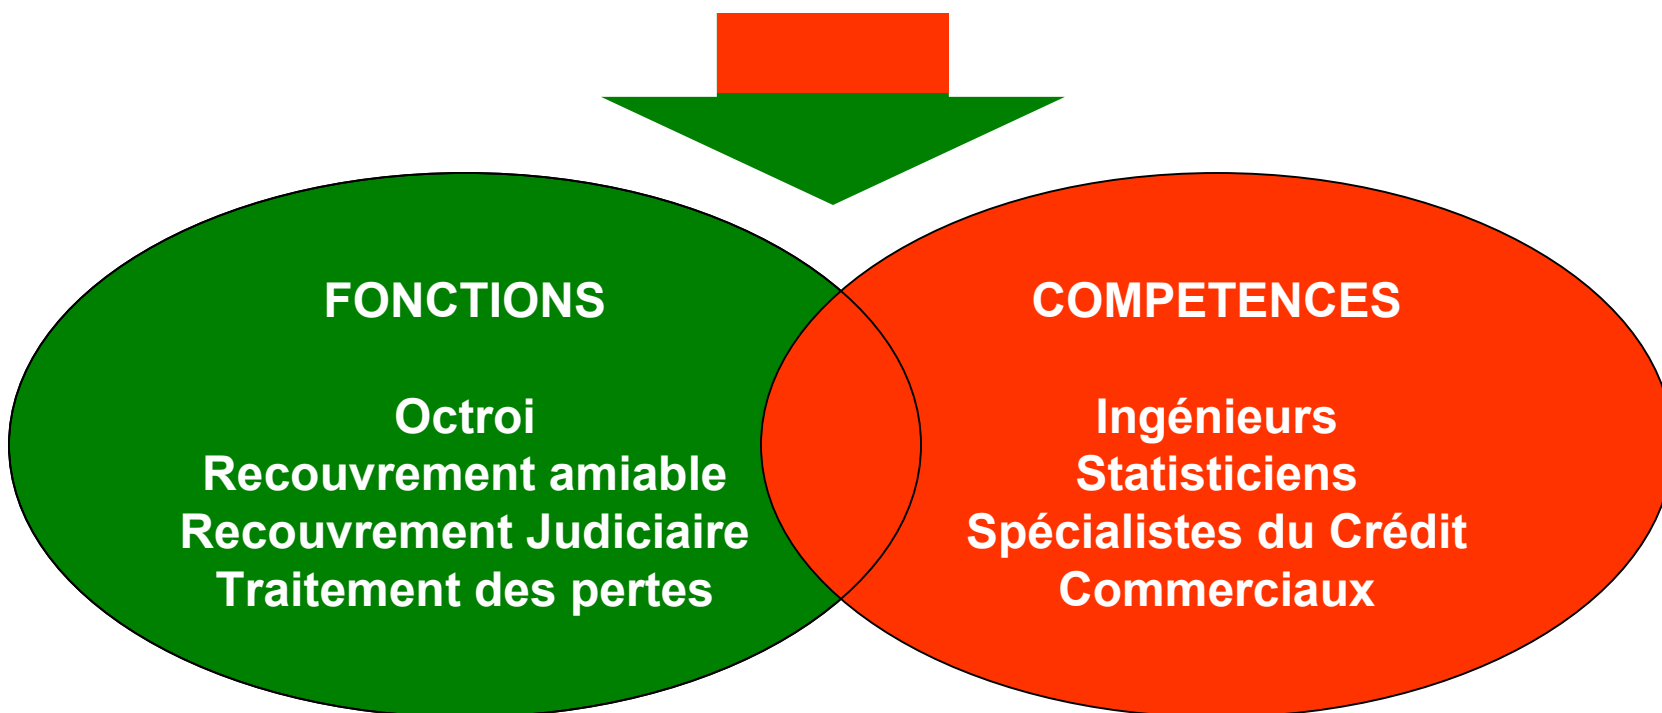 FONCTIONS
Octroi
Recouvrement amiable
Recouvrement Judiciaire
Traitement des pertes
COMPETENCES
Ingénieurs
Statisticiens
Spécialistes du Crédit
Commerciaux